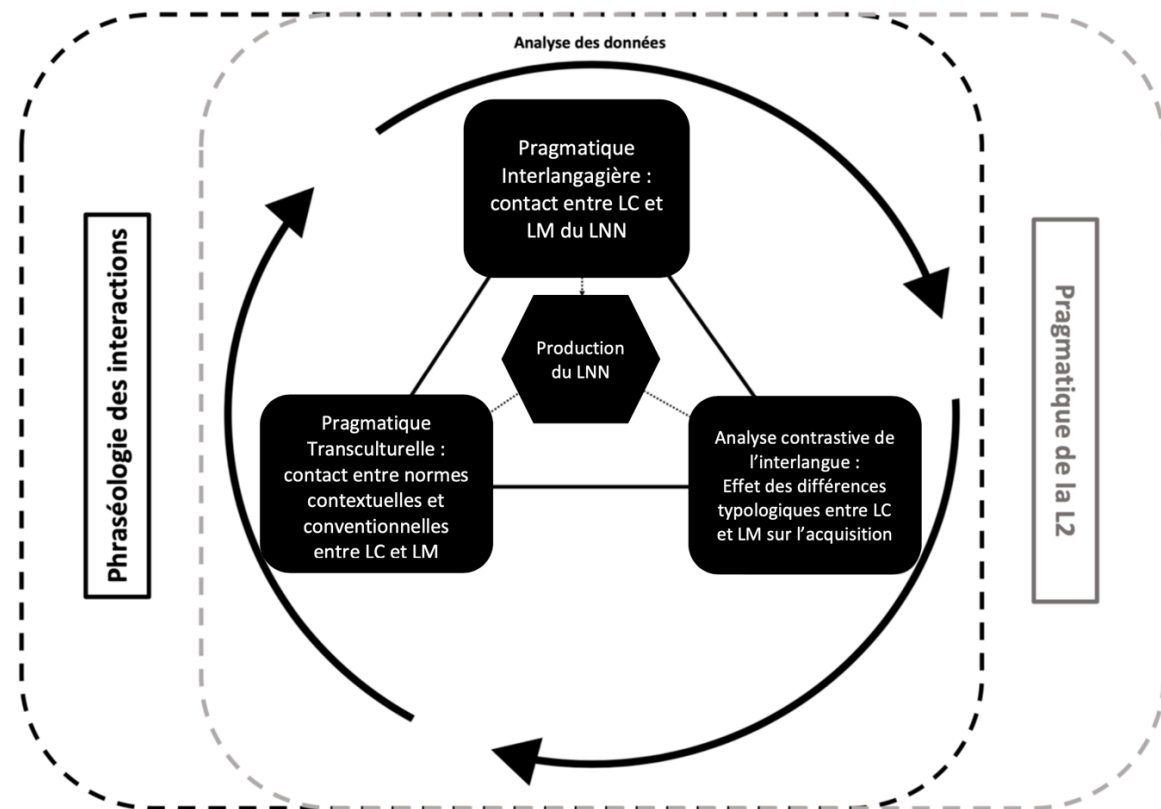 Analyse des données
Pragmatique
Interlangagière :
contact entre LC et
LM du LNN
Production
du LNN
Pragmatique
Transculturelle :
contact entre normes
contextuelles et
conventionnelles
entre LC et LM
Analyse contrastive de
l’interlangue :
Effet des différences
typologiques entre LC
et LM sur l’acquisition
Phraséologie des interactions
Pragmatique de la L2